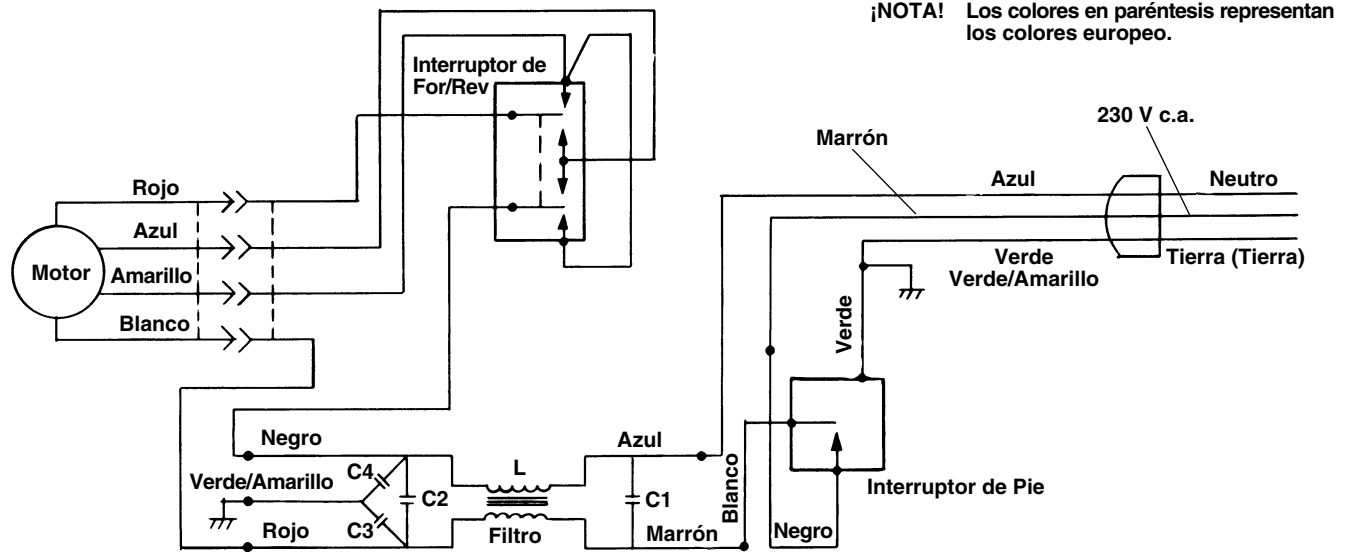 ¡NOTA! Los colores en paréntesis representan
los colores europeo.
Interruptor de
For/Rev
230 V c.a.
Marrón
Rojo
Azul
Neutro
Azul
Motor
Amarillo
Verde
Verde/Amarillo
Tierra (Tierra)
Blanco
Verde
Negro
Azul
L
Verde/Amarillo
C4
C2
C1
Blanco
Interruptor de Pie
Rojo
C3
Filtro
Marrón
Negro